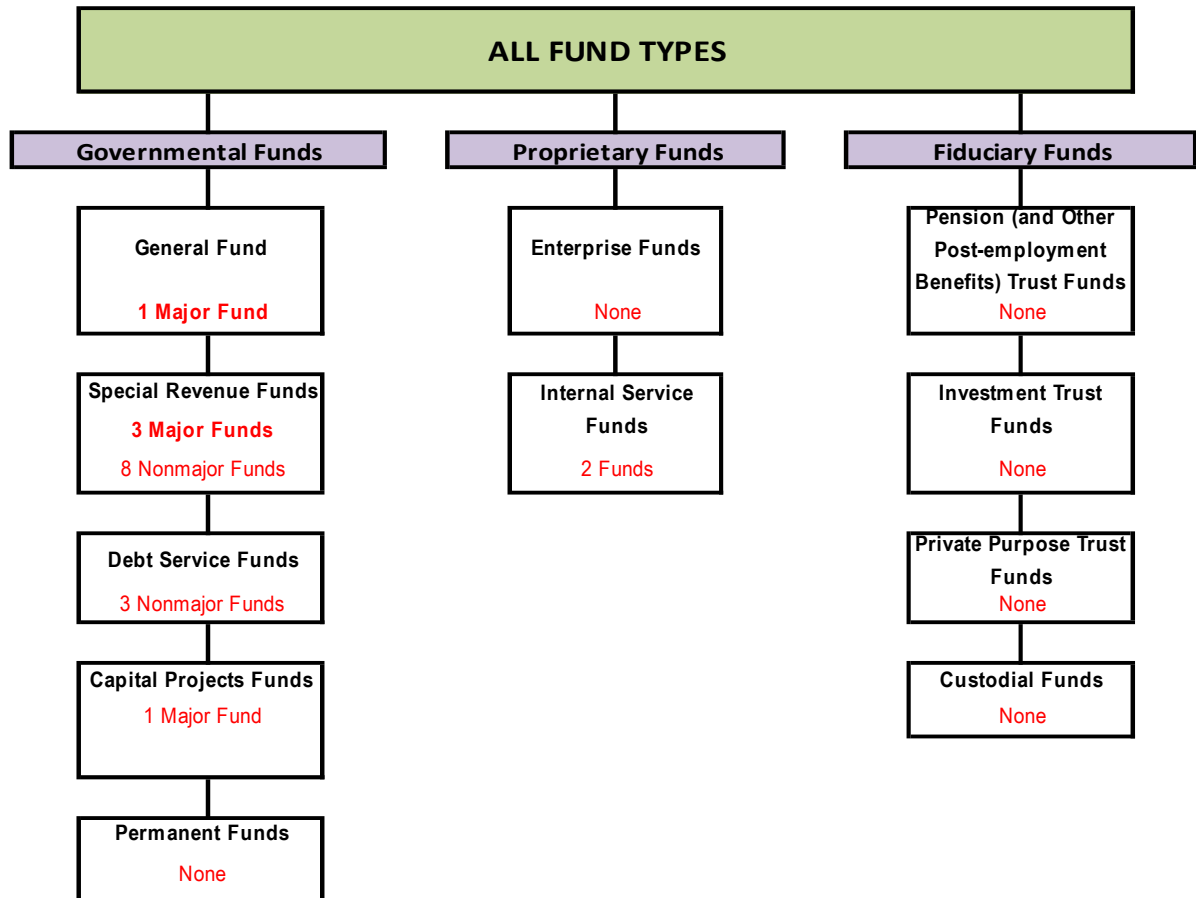 ALL FUND TYPES
Governmental Funds
General Fund
1 Major Fund
Special Revenue Funds
3 Major Funds
8 Nonmajor Funds
Debt Service Funds
3 Nonmajor Funds
Capital Projects Funds
1 Major Fund
Permanent Funds
None
Proprietary Funds
Enterprise Funds
None
Internal Service
Funds
2 Funds
Fiduciary Funds
Pension (and Other
Post-employment
Benefits) Trust Funds
None
Investment Trust
Funds
None
Private Purpose Trust
Funds
None
Custodial Funds
None